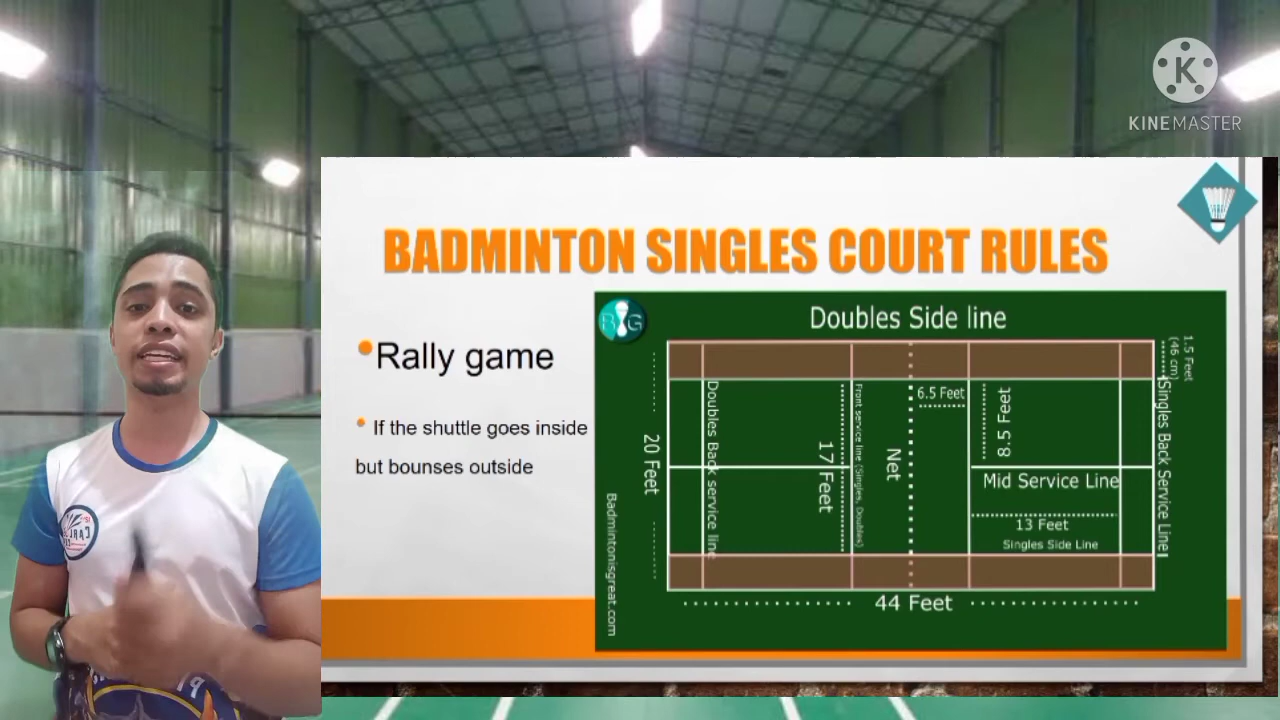 KINEMASTER
BADMINTON SINGLES COURT RULES
Rally game
If the shuttle goes inside
but bounses outside
Doubles Side line
1.5 Feet
(46 cm)
6.5 Feet
8.5 Feet
Doubles Back service line
Front service line (Singles, Doubles)
17 Feet
Net
20 Feet
Mid Service Line
13 Feet
Singles Side Line
Singles Back Service Line
44 Feet
Badmintonisgreat.com